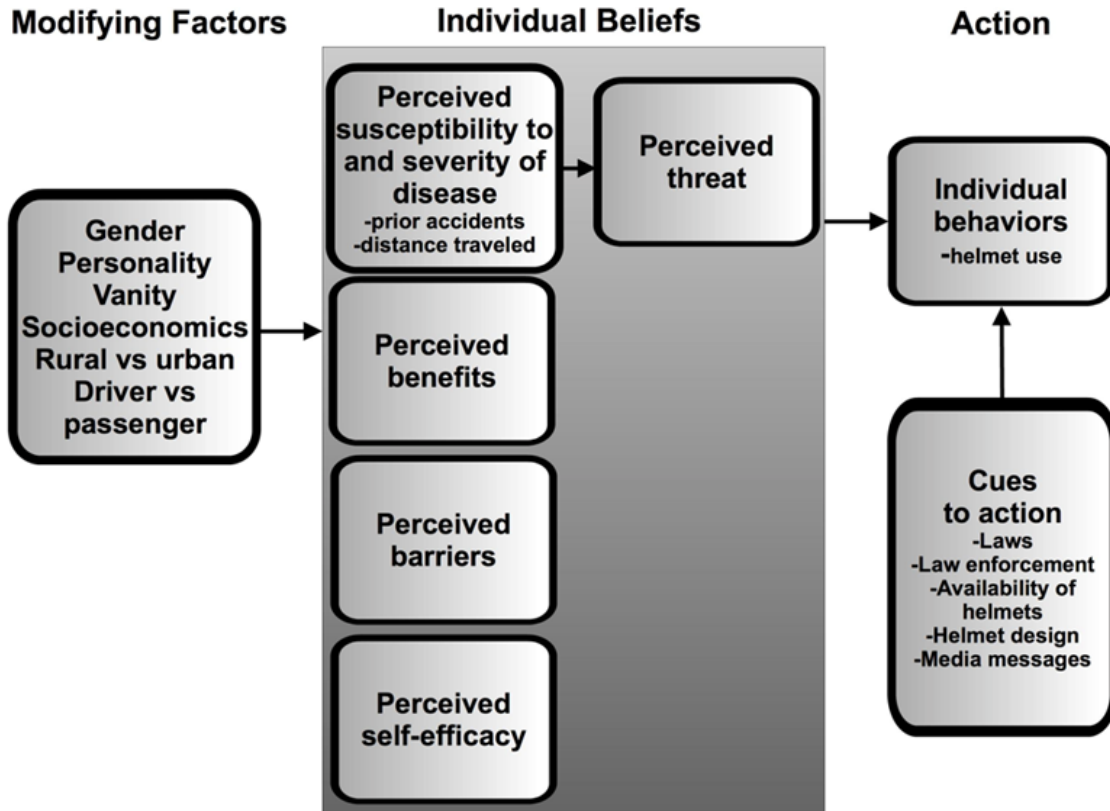 Modifying Factors
Individual Beliefs
Action
Gender
Personality
Vanity
Socioeconomics
Rural vs urban
Driver vs
passenger
Perceived
susceptibility to
and severity of
disease
-prior accidents
-distance traveled
Perceived
threat
Perceived
benefits
Perceived
barriers
Perceived
self-efficacy
Individual
behaviors
-helmet use
Cues
to action
-Laws
-Law enforcement
-Availability of
helmets
-Helmet design
-Media messages